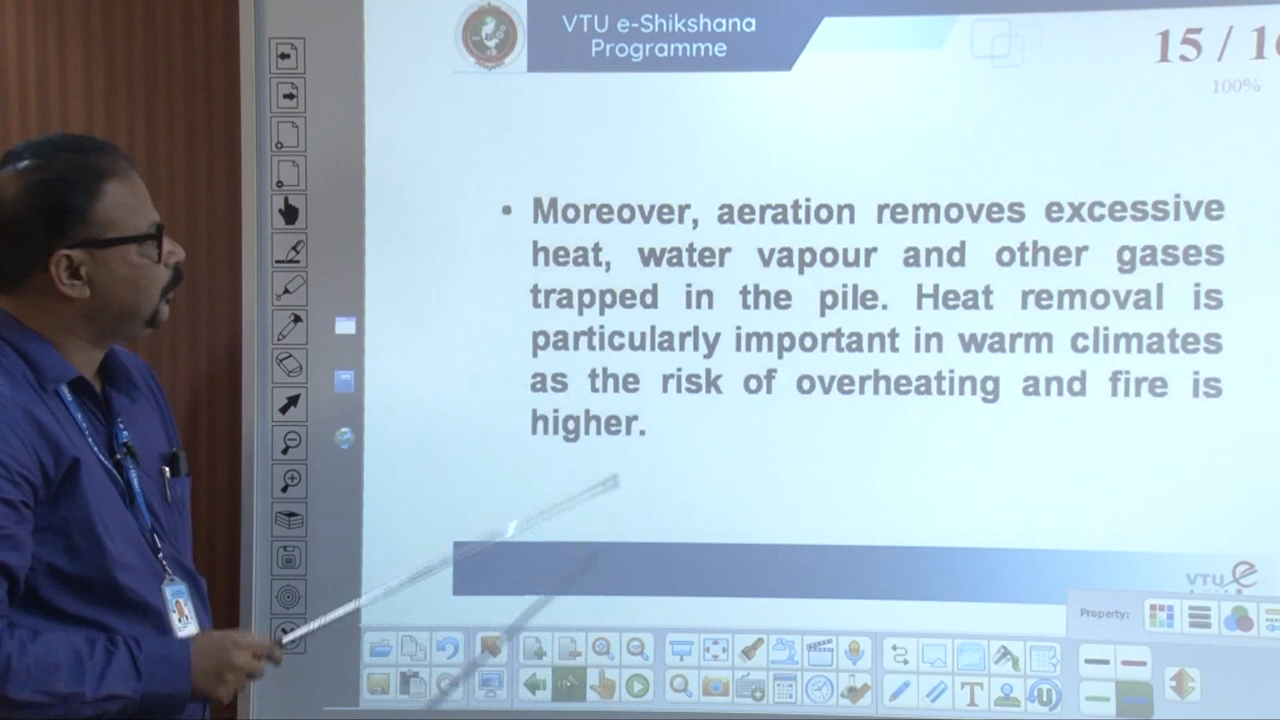 VTU e-Shikshana
Programme
15 / 16
100%
• Moreover, aeration removes excessive
heat, water vapour and other gases
trapped in the pile. Heat removal is
particularly important in warm climates
as the risk of overheating and fire is
higher.
VTU e
Property:
T